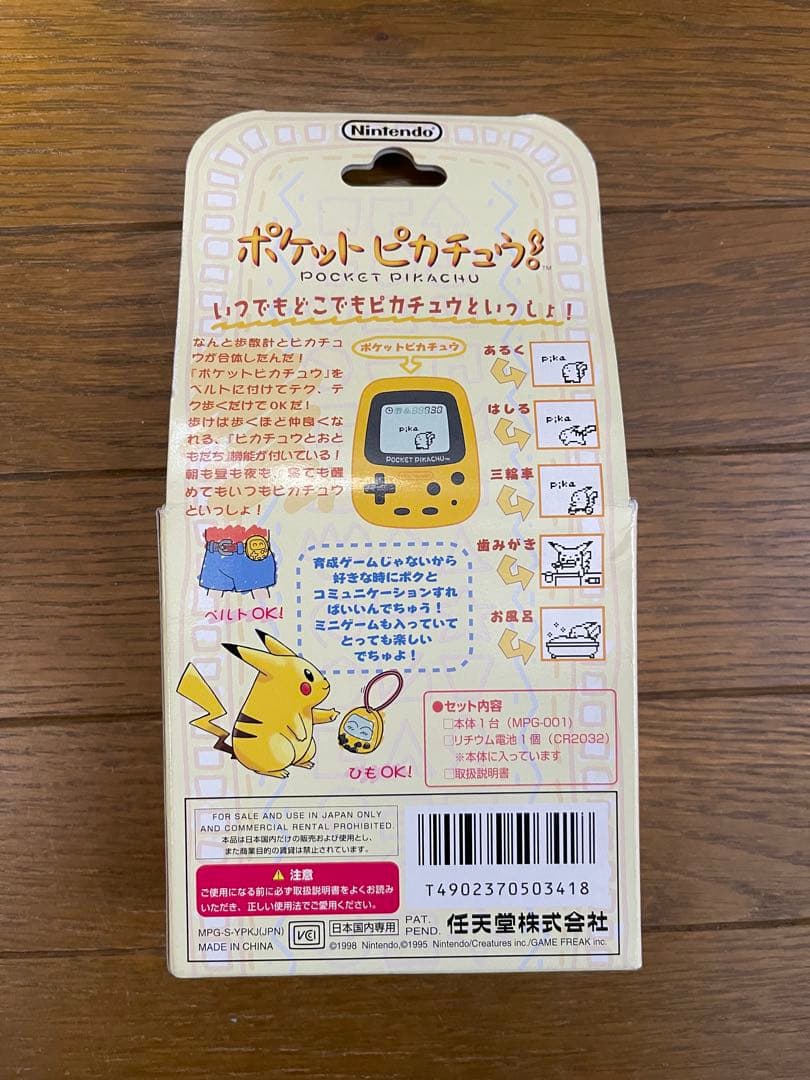 Nintendo
ポケットピカチュウ!
TM
POCKET PIKACHU
いつでもどこでもピカチュウといっしょ!
なんと歩数計とピカチュ
ウが合体したんだ!
「ポケットピカチュウ」を
ベルトに付けてテク、テ
ク歩くだけでOKだ!
歩けば歩くほど仲良くな
れる、「ピカチュウとおと
もだち」機能が付いている!
朝も昼も夜も、寝ても醒
めてもいつもピカチュウ
といっしょ!
ポケットピカチュウ
730
pika
POCKET PIKACHU TM
あるく
pika
はしる
pika
三輪車
pika
歯みがき
お風呂
ベルトOK!
育成ゲームじゃないから
好きな時にボクと
コミュニケーションすれ
ばいいんでちゅう!
ミニゲームも入っていて
とっても楽しい
でちゅよ!
ひもOK!
●セット内容
□本体1台(MPG-001)
□リチウム電池1個(CR2032)
※本体に入っています
□取扱説明書
FOR SALE AND USE IN JAPAN ONLY
AND COMMERCIAL RENTAL PROHIBITED.
本品は日本国内だけの販売および使用とし、
また商業目的の賃貸は禁止されています。
⚠注意
ご使用になる前に必ず取扱説明書をよくお読み
いただき、正しい使用法でご愛用ください。
T4902370503418
MPG-S-YPKJ(JPN)
MADE IN CHINA
VCI
日本国内専用
PAT.
PEND.
任天堂株式会社
©1998 Nintendo,©1995 Nintendo/Creatures inc./GAME FREAK inc.